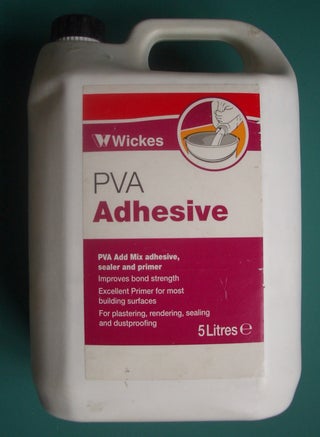 Wickes
PVA
Adhesive
PVA Add Mix adhesive,
sealer and primer
Improves bond strength
Excellent Primer for most
building surfaces
For plastering, rendering, sealing
and dustproofing
5 Litres ℮